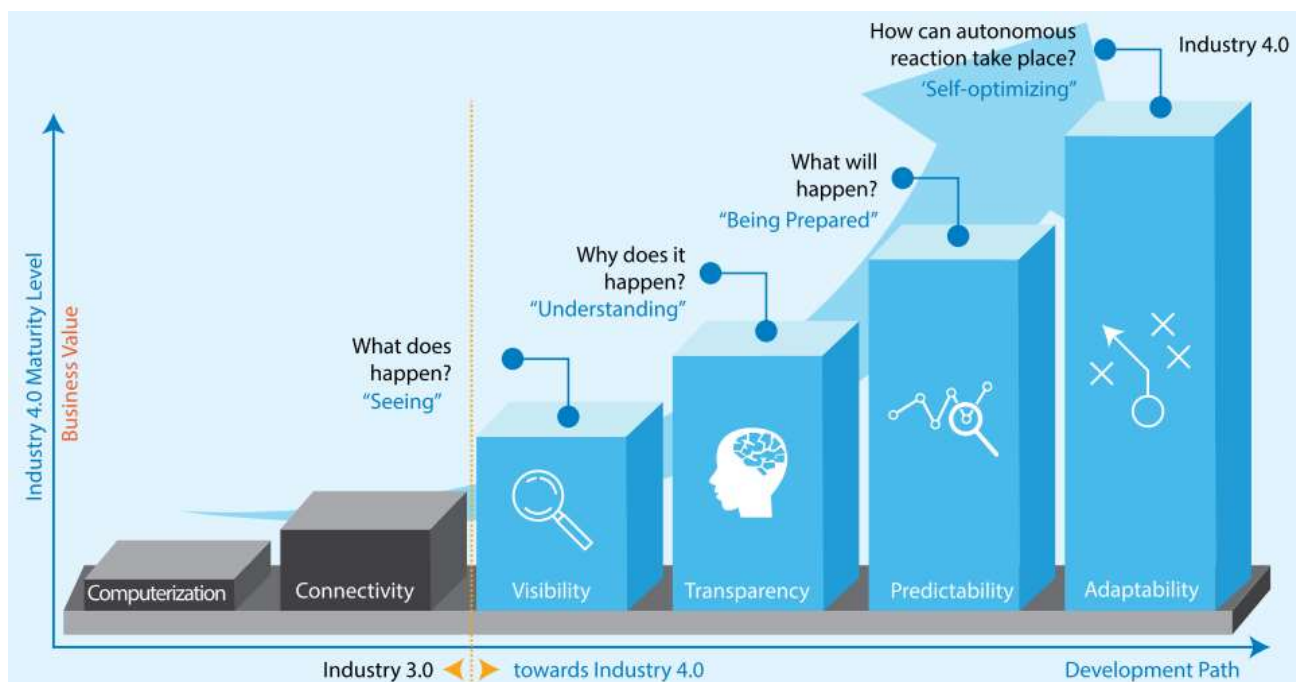 How can autonomous
reaction take place?
'Self-optimizing”
Industry 4.0
What will
happen?
“Being Prepared”
Why does it
happen?
“Understanding”
What does
happen?
“Seeing”
Industry 4.0 Maturity Level
Business Value
Computerization
Connectivity
Visibility
Transparency
Predictability
Adaptability
Industry 3.0
towards Industry 4.0
Development Path